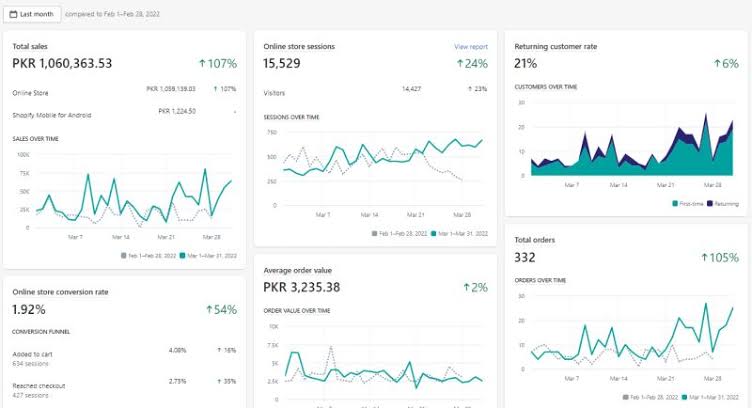 Last month
compared to Feb 1–Feb 28, 2022
Total sales
PKR 1,060,363.53
↑ 107%
Online Store
PKR 1,059,139.03
↑ 107%
Shopify Mobile for Android
PKR 1,224.50
-
SALES OVER TIME
100K
75K
50K
25K
0
Mar 7
Mar 14
Mar 21
Mar 28
Feb 1–Feb 28, 2022
Mar 1–Mar 31, 2022
Online store conversion rate
1.92%
↑ 54%
CONVERSION FUNNEL
Added to cart
4.08%
↑ 16%
634 sessions
Reached checkout
2.75%
↑ 35%
427 sessions
Online store sessions
View report
15,529
↑ 24%
Visitors
14,427
↑ 23%
SESSIONS OVER TIME
750
500
250
0
Mar 7
Mar 14
Mar 21
Mar 28
Feb 1–Feb 28, 2022
Mar 1–Mar 31, 2022
Average order value
PKR 3,235.38
↑ 2%
ORDER VALUE OVER TIME
10K
7.5K
5K
2.5K
0
Mar 7
Mar 14
Mar 21
Mar 28
Returning customer rate
21%
↑ 6%
CUSTOMERS OVER TIME
30
20
10
0
Mar 7
Mar 14
Mar 21
Mar 28
First-time
Returning
Total orders
332
↑ 105%
ORDERS OVER TIME
30
20
10
0
Mar 7
Mar 14
Mar 21
Mar 28
Feb 1–Feb 28, 2022
Mar 1–Mar 31, 2022